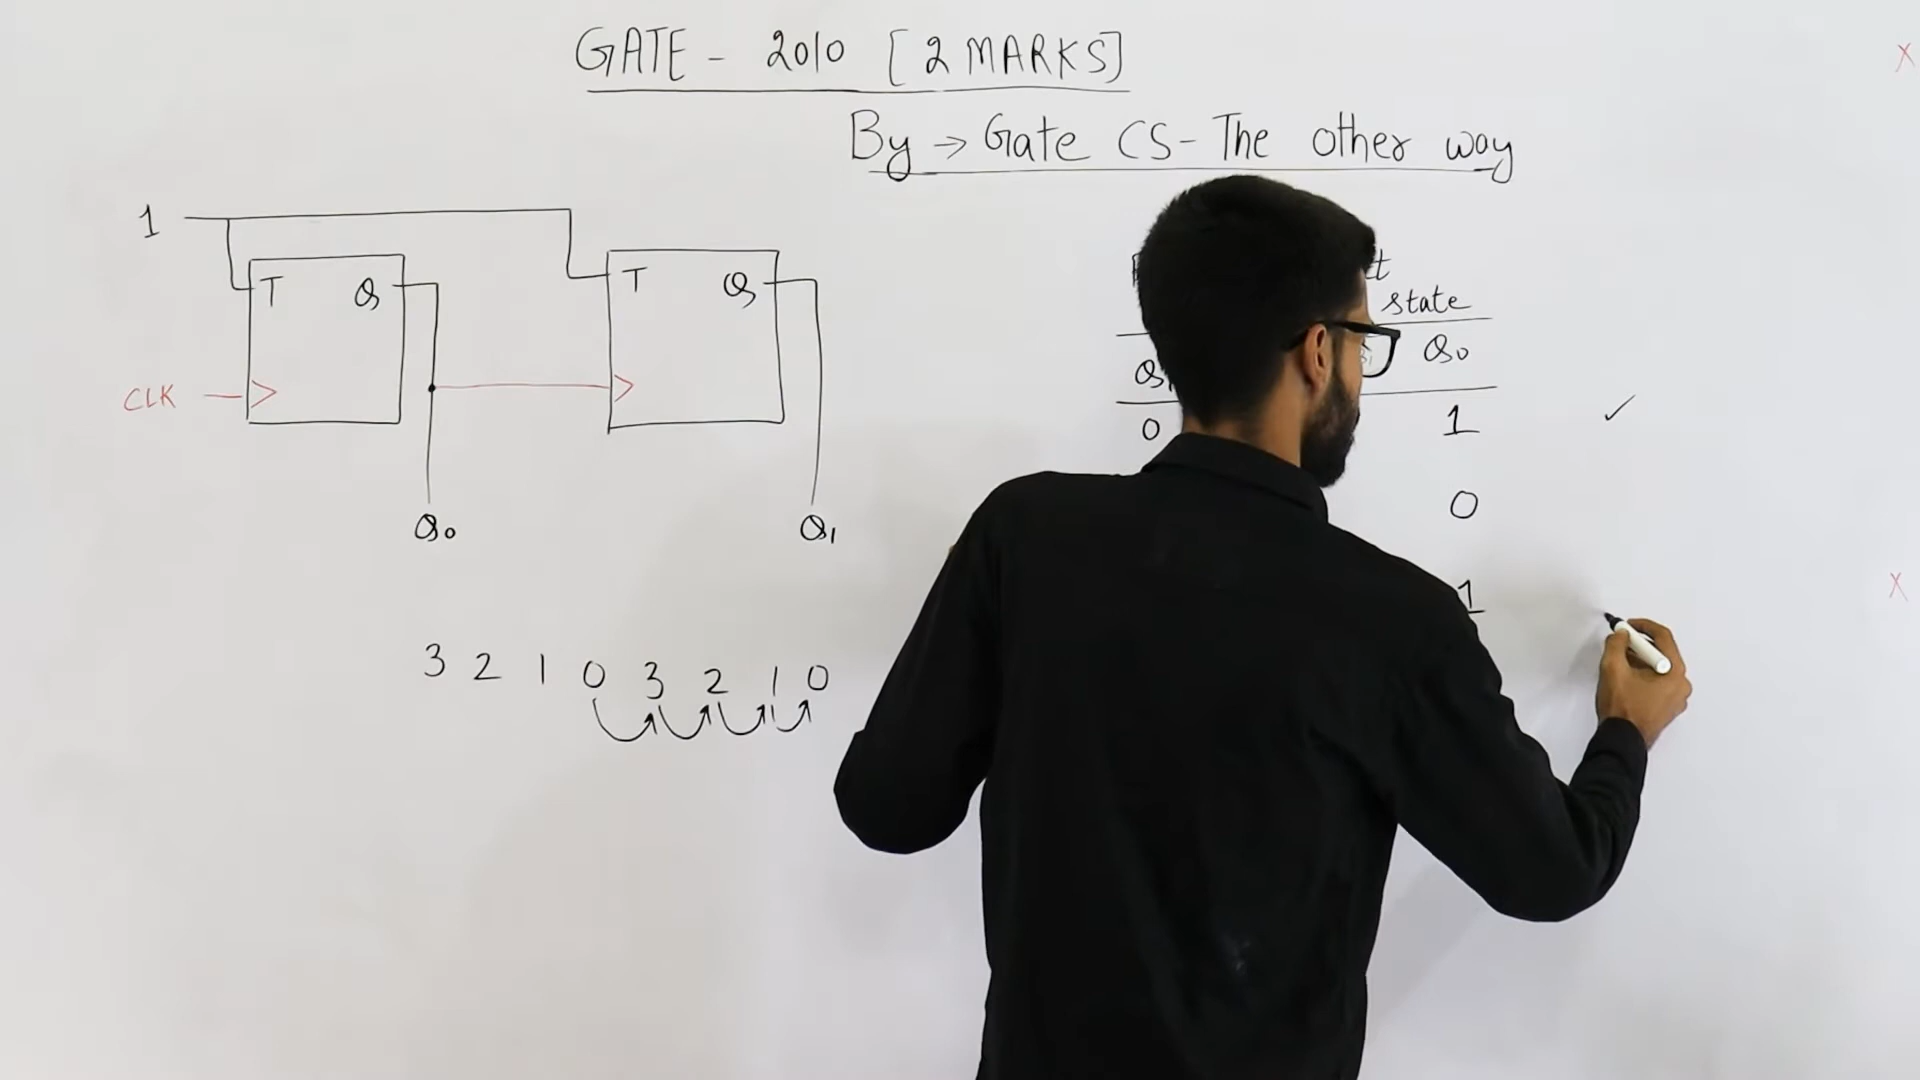 GATE - 2010 [2 MARKS]
By → Gate CS - The other way
1
T Q
T Q
CLK
Q0
Q1
3 2 1 0 3 2 1 0
state
Q0
0 1 ✓
0
1
X
X